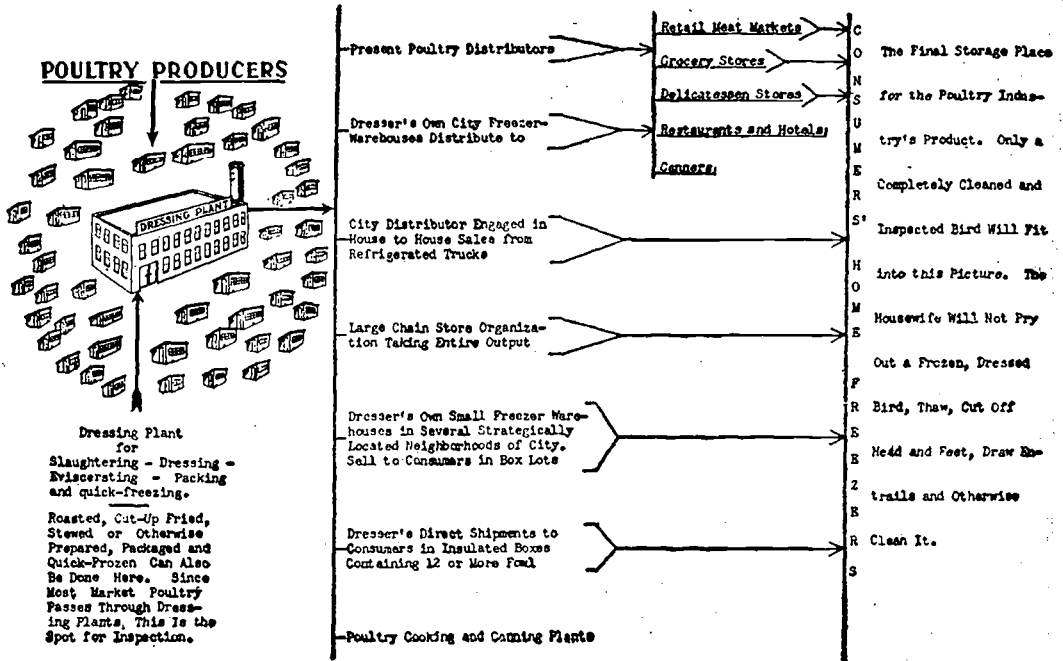 POULTRY PRODUCERS
DRESSING PLANT
Dressing Plant
for
Slaughtering - Dressing -
Eviscerating - Packing
and quick-freezing.
Roasted, Cut-Up Fried,
Stewed or Otherwise
Prepared, Packaged and
Quick-Frozen Can Also
Be Done Here. Since
Most Market Poultry
Passes Through Dress-
ing Plants, This Is the
Spot for Inspection.
Present Poultry Distributors
Dresser's Own City Freezer-
Warehouses Distribute to
City Distributor Engaged in
House to House Sales from
Refrigerated Trucks
Large Chain Store Organiza-
tion Taking Entire Output
Dresser's Own Small Freezer Ware-
houses in Several Strategically
Located Neighborhoods of City.
Sell to Consumers in Box Lots
Dresser's Direct Shipments to
Consumers in Insulated Boxes
Containing 12 or More Fowl
Poultry Cooking and Canning Plants
Retail Meat Markets
Grocery Stores
Delicatessen Stores
Restaurants and Hotels
Canners
CONSUMERS' HOME FREEZERS
The Final Storage Place
for the Poultry Indus-
try's Product. Only a
Completely Cleaned and
Inspected Bird Will Fit
into this Picture. The
Housewife Will Not Pry
Out a Frozen, Dressed
Bird, Thaw, Cut Off
Head and Feet, Draw En-
trails and Otherwise
Clean It.